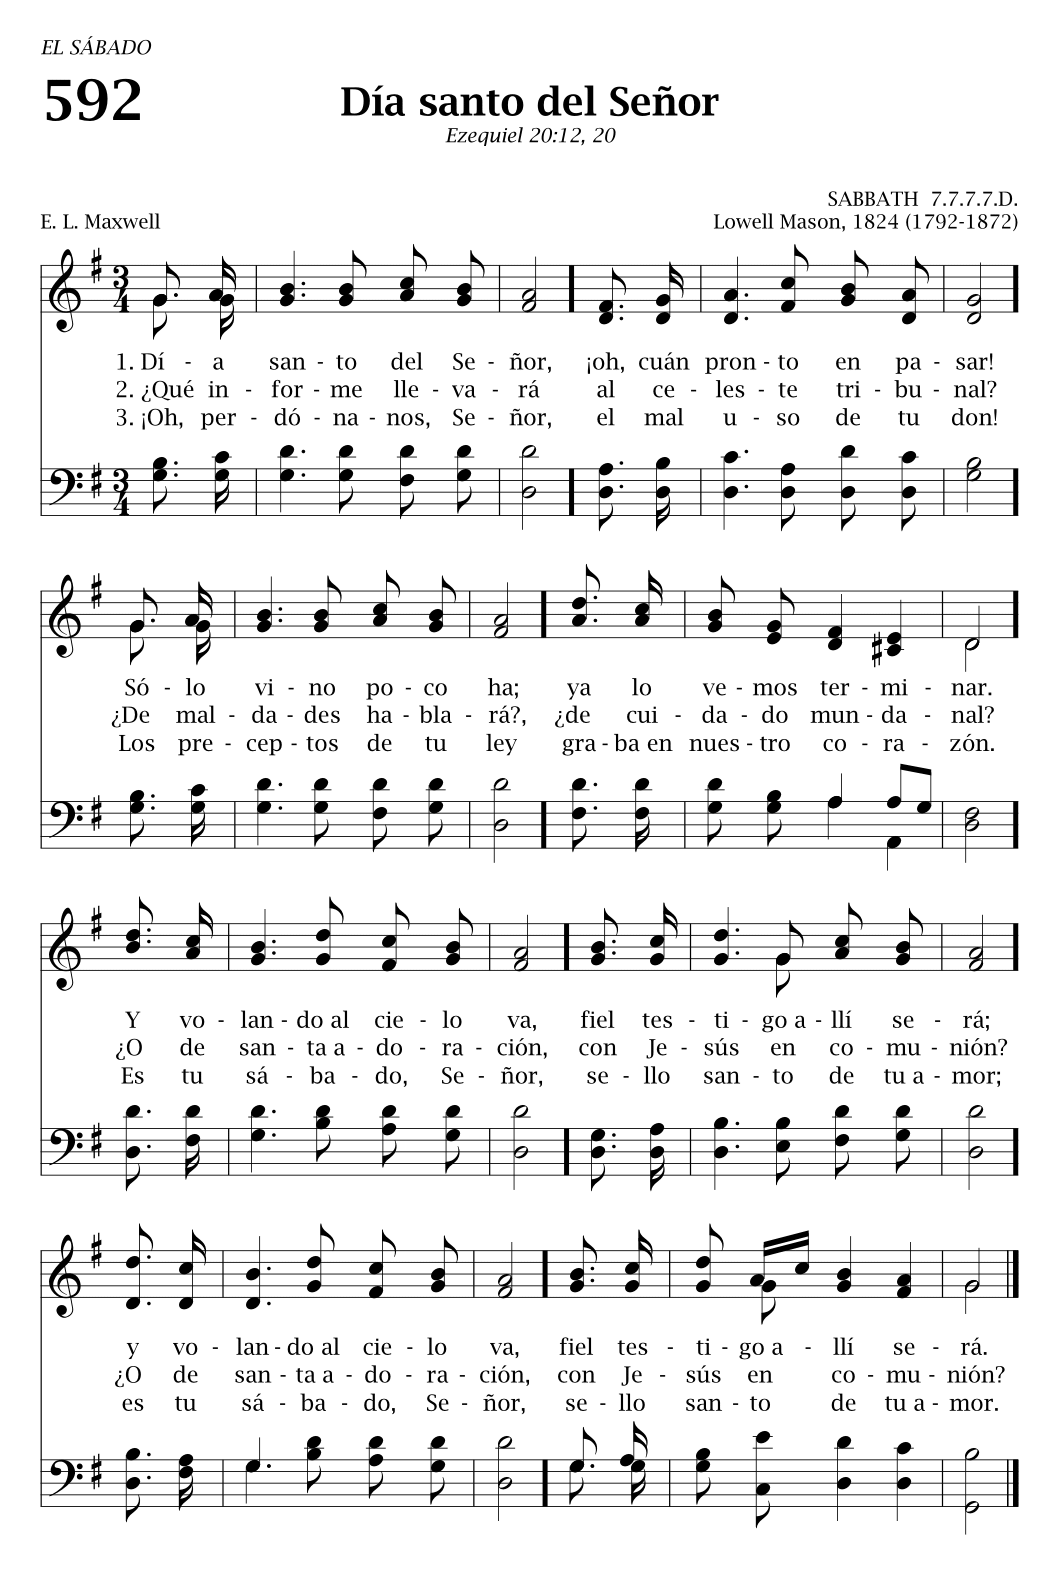 EL SÁBADO
592
Día santo del Señor
Ezequiel 20:12, 20
SABBATH 7.7.7.7.D.
E. L. Maxwell
Lowell Mason, 1824 (1792-1872)
3 4
1. Dí - a san - to del Se - ñor, ¡oh, cuán pron - to en pa - sar!
2. ¿Qué in - for - me lle - va - rá al ce - les - te tri - bu - nal?
3. ¡Oh, per - dó - na - nos, Se - ñor, el mal u - so de tu don!
3 4
Só - lo vi - no po - co ha; ya lo ve - mos ter - mi - nar.
¿De mal - da - des ha - bla - rá?, ¿de cui - da - do mun - da - nal?
Los pre - cep - tos de tu ley gra - ba en nues - tro co - ra - zón.
Y vo - lan - do al cie - lo va, fiel tes - ti - go a - llí se - rá;
¿O de san - ta a - do - ra - ción, con Je - sús en co - mu - nión?
Es tu sá - ba - do, Se - ñor, se - llo san - to de tu a - mor;
y vo - lan - do al cie - lo va, fiel tes - ti - go a - llí se - rá.
¿O de san - ta a - do - ra - ción, con Je - sús en co - mu - nión?
es tu sá - ba - do, Se - ñor, se - llo san - to de tu a - mor.